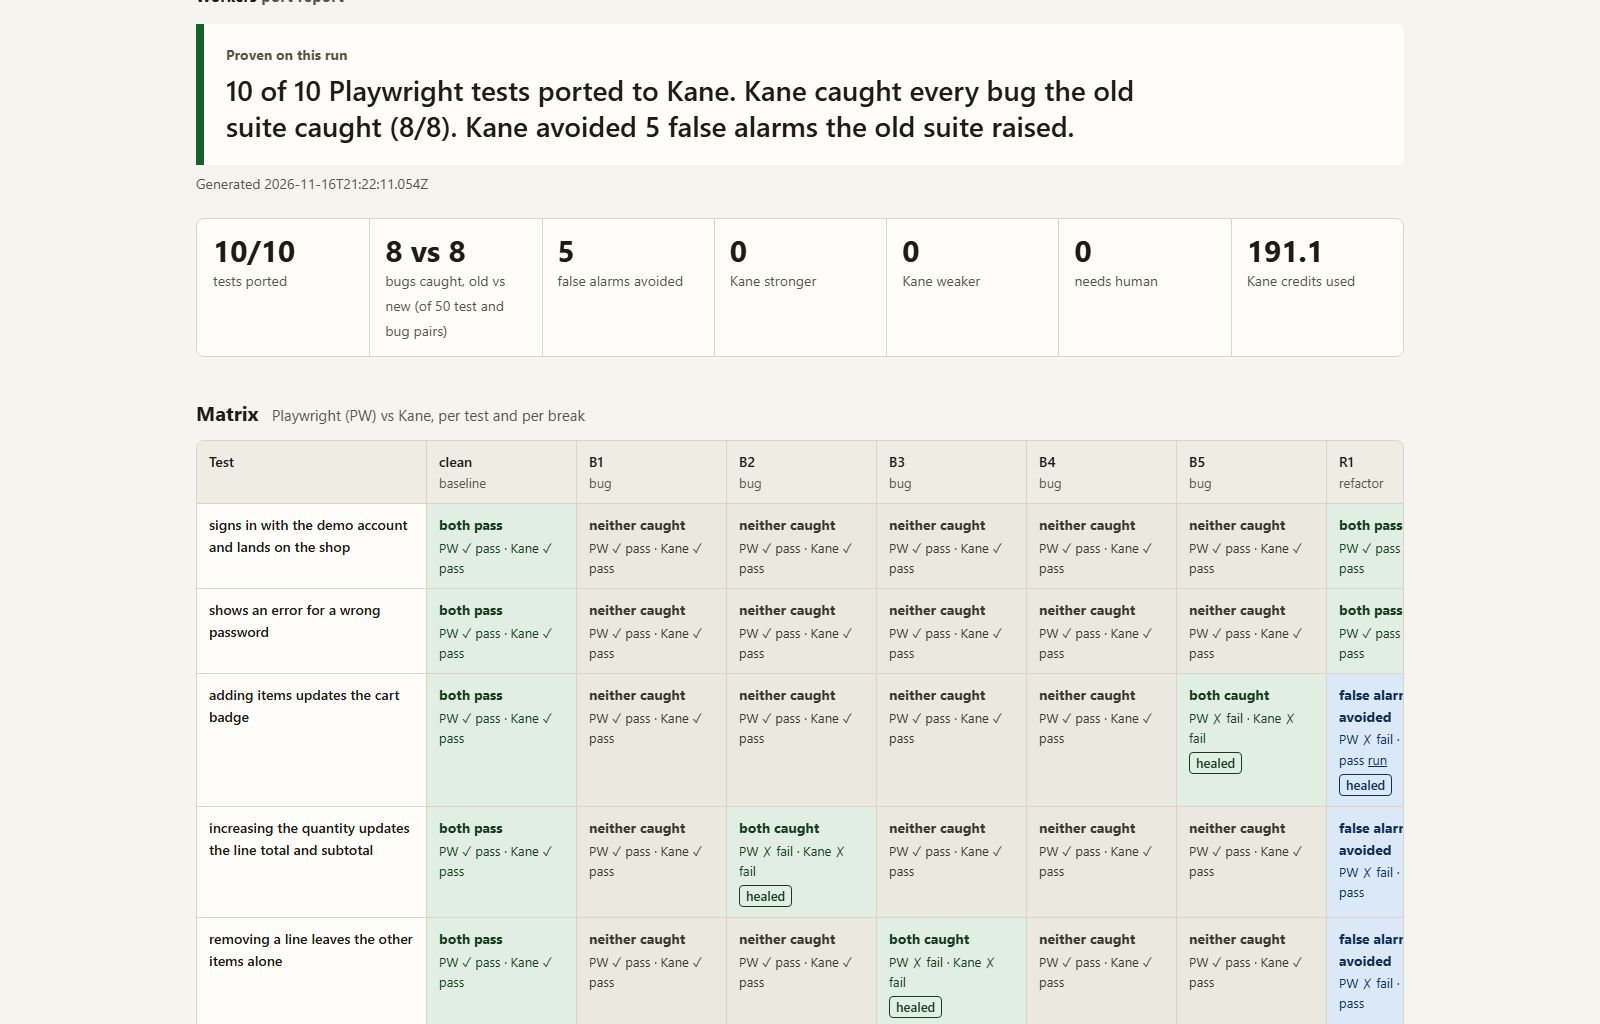 Workers port report
Proven on this run
10 of 10 Playwright tests ported to Kane. Kane caught every bug the old
suite caught (8/8). Kane avoided 5 false alarms the old suite raised.
Generated 2026-11-16T21:22:11.054Z
10/10
tests ported
8 vs 8
bugs caught, old vs
new (of 50 test and
bug pairs)
5
false alarms avoided
0
Kane stronger
0
Kane weaker
0
needs human
191.1
Kane credits used
Matrix Playwright (PW) vs Kane, per test and per break
Test
clean
baseline
B1
bug
B2
bug
B3
bug
B4
bug
B5
bug
R1
refactor
signs in with the demo account
and lands on the shop
both pass
PW ✓ pass · Kane ✓
pass
neither caught
PW ✓ pass · Kane ✓
pass
neither caught
PW ✓ pass · Kane ✓
pass
neither caught
PW ✓ pass · Kane ✓
pass
neither caught
PW ✓ pass · Kane ✓
pass
neither caught
PW ✓ pass · Kane ✓
pass
both pass
PW ✓ pass
pass
shows an error for a wrong
password
both pass
PW ✓ pass · Kane ✓
pass
neither caught
PW ✓ pass · Kane ✓
pass
neither caught
PW ✓ pass · Kane ✓
pass
neither caught
PW ✓ pass · Kane ✓
pass
neither caught
PW ✓ pass · Kane ✓
pass
neither caught
PW ✓ pass · Kane ✓
pass
both pass
PW ✓ pass
pass
adding items updates the cart
badge
both pass
PW ✓ pass · Kane ✓
pass
neither caught
PW ✓ pass · Kane ✓
pass
neither caught
PW ✓ pass · Kane ✓
pass
neither caught
PW ✓ pass · Kane ✓
pass
neither caught
PW ✓ pass · Kane ✓
pass
both caught
PW ✗ fail · Kane ✗
fail
healed
false
avoided
PW ✗ fail ·
pass run
healed
increasing the quantity updates
the line total and subtotal
both pass
PW ✓ pass · Kane ✓
pass
neither caught
PW ✓ pass · Kane ✓
pass
both caught
PW ✗ fail · Kane ✗
fail
healed
neither caught
PW ✓ pass · Kane ✓
pass
neither caught
PW ✓ pass · Kane ✓
pass
neither caught
PW ✓ pass · Kane ✓
pass
false
avoided
PW ✗ fail ·
pass
removing a line leaves the other
items alone
both pass
PW ✓ pass · Kane ✓
pass
neither caught
PW ✓ pass · Kane ✓
pass
neither caught
PW ✓ pass · Kane ✓
pass
both caught
PW ✗ fail · Kane ✗
fail
healed
neither caught
PW ✓ pass · Kane ✓
pass
neither caught
PW ✓ pass · Kane ✓
pass
false
avoided
PW ✗ fail ·
pass